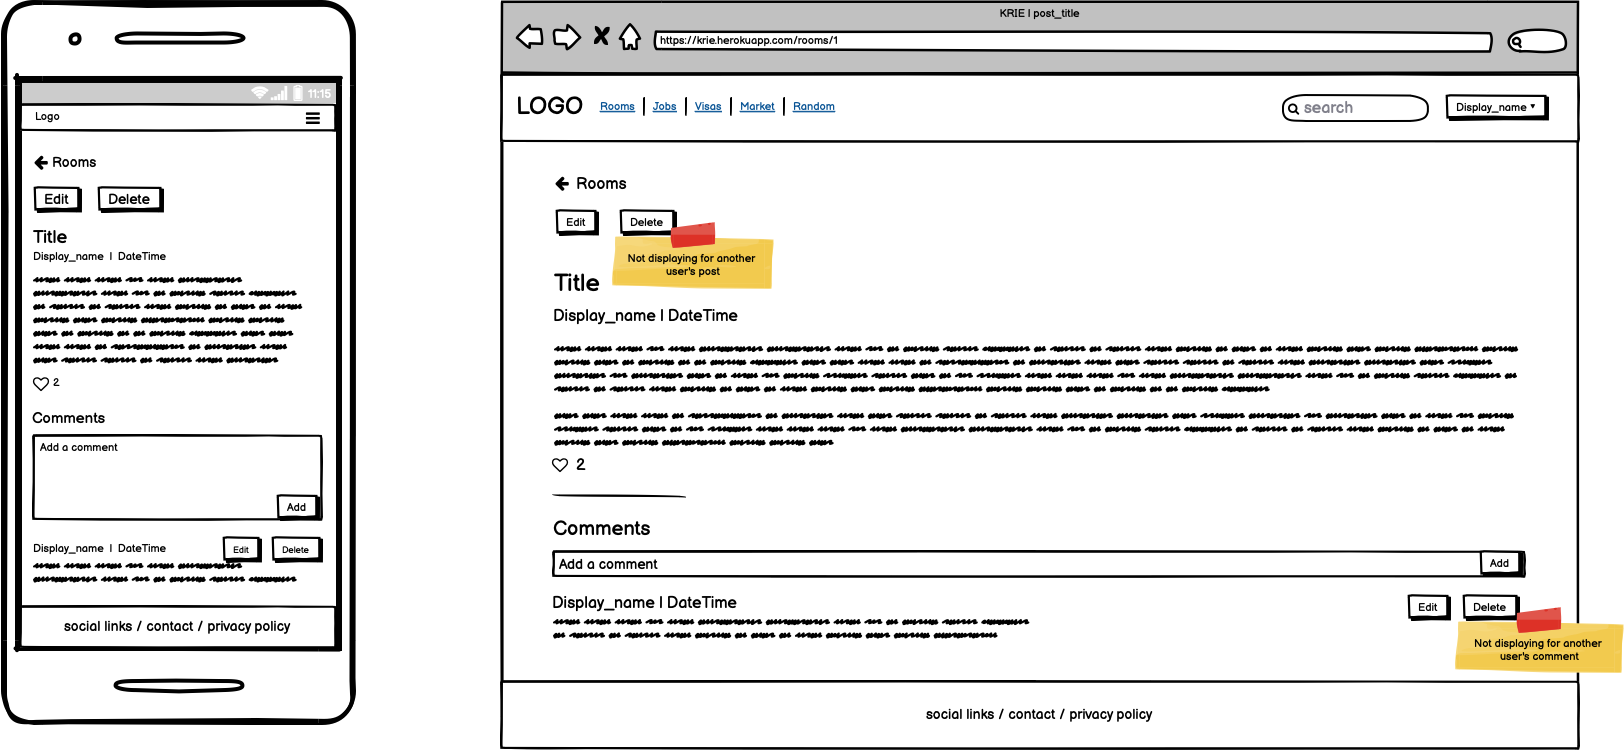 11:15
Logo
Rooms
Edit
Delete
Title
Display_name | DateTime
2
Comments
Add a comment
Add
Display_name | DateTime
Edit
Delete
social links / contact / privacy policy
KRIE | post_title
https://krie.herokuapp.com/rooms/1
LOGO
Rooms | Jobs | Visas | Market | Random
search
Display_name ▾
Rooms
Edit
Delete
Not displaying for another
user's post
Title
Display_name | DateTime
2
Comments
Add a comment
Add
Display_name | DateTime
Edit
Delete
Not displaying for another
user's comment
social links / contact / privacy policy